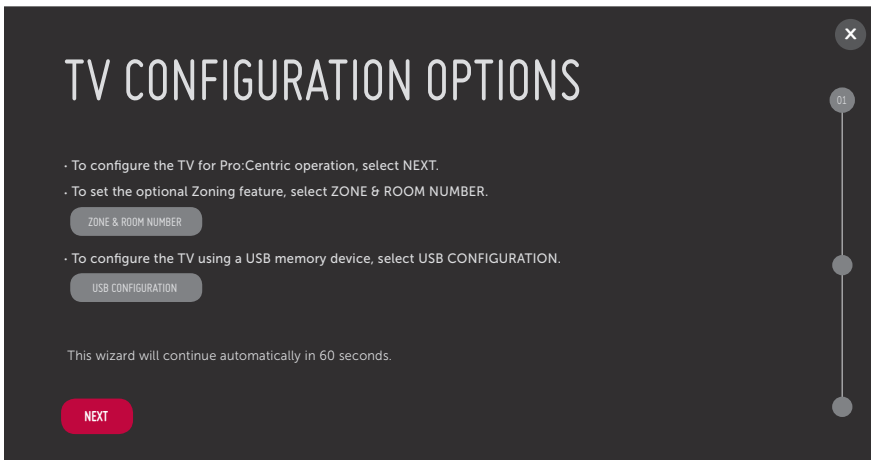 X
TV CONFIGURATION OPTIONS
01
· To configure the TV for Pro:Centric operation, select NEXT.
· To set the optional Zoning feature, select ZONE & ROOM NUMBER.
ZONE & ROOM NUMBER
· To configure the TV using a USB memory device, select USB CONFIGURATION.
USB CONFIGURATION
This wizard will continue automatically in 60 seconds.
NEXT